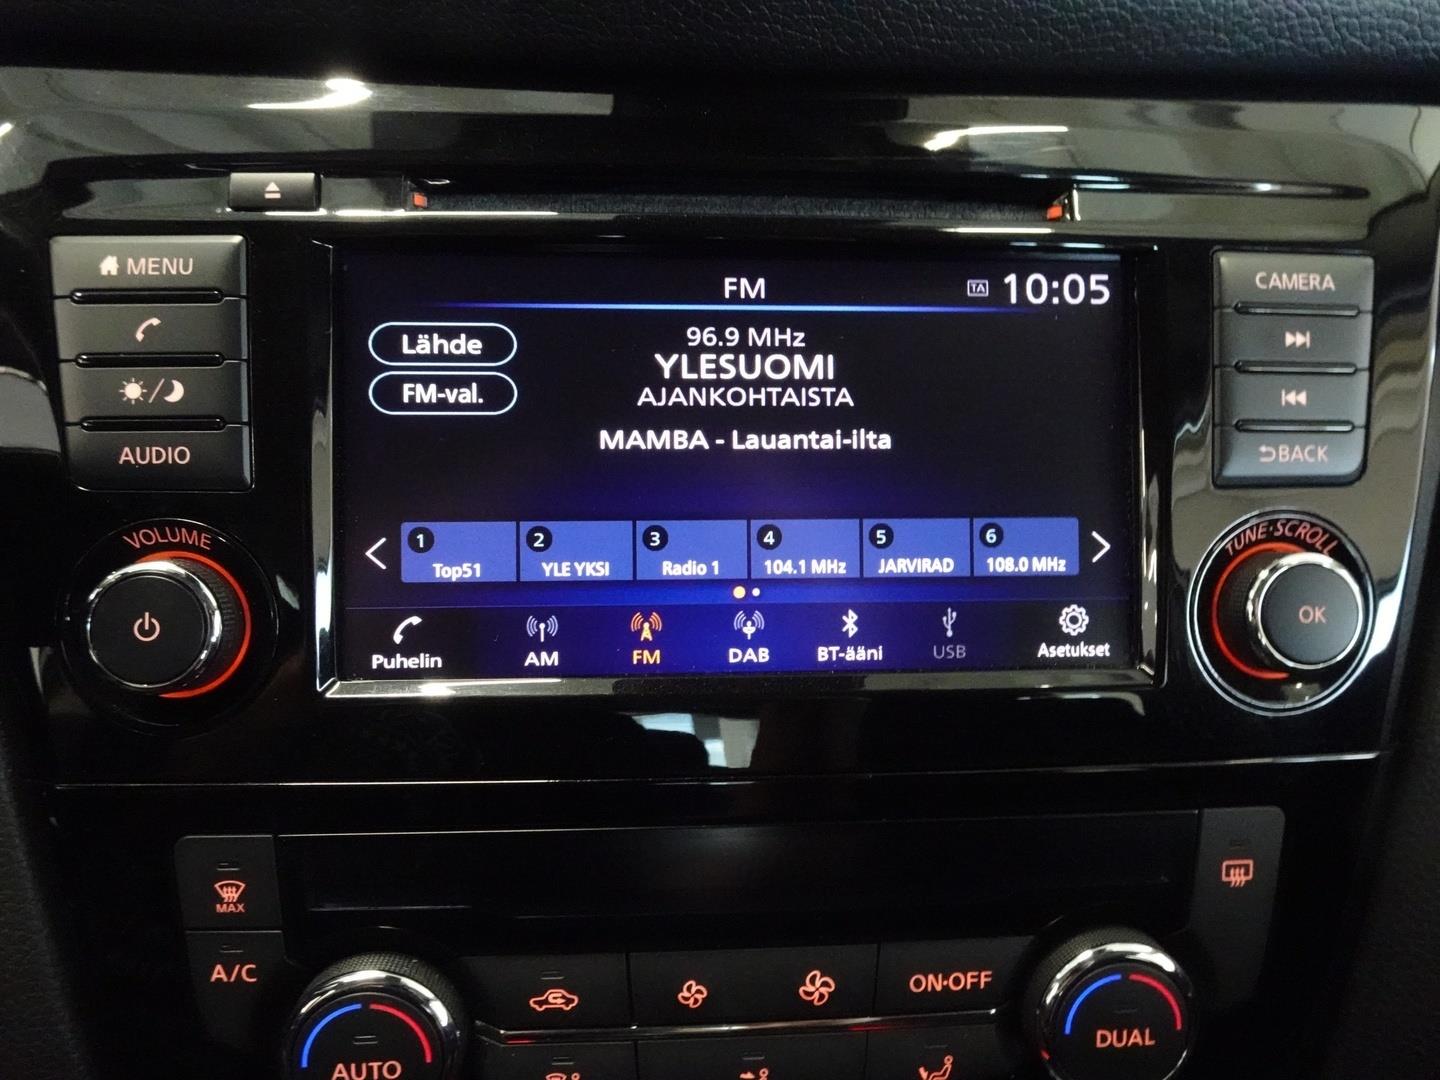 MENU
AUDIO
VOLUME
FM
TA
10:05
Lähde
FM-val.
96.9 MHz
YLESUOMI
AJANKOHTAISTA
MAMBA - Lauantai-ilta
1
Top51
2
YLE YKSI
3
Radio 1
4
104.1 MHz
5
JARVIRAD
6
108.0 MHz
Puhelin
AM
FM
DAB
BT-ääni
USB
Asetukset
CAMERA
BACK
TUNE·SCROLL
OK
MAX
A/C
AUTO
ON·OFF
DUAL